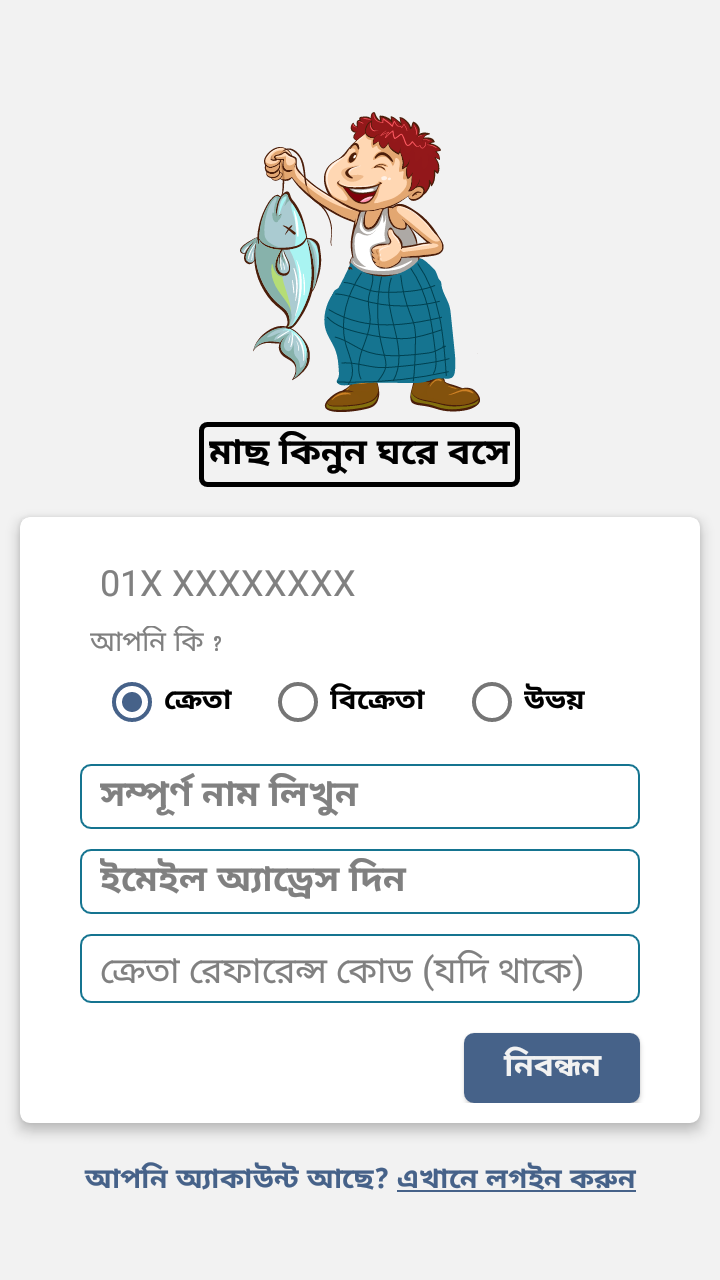 মাছ কিনুন ঘরে বসে
01X XXXXXXXX
আপনি কি ?
ক্রেতা বিক্রেতা উভয়
সম্পূর্ণ নাম লিখুন
ইমেইল অ্যাড্রেস দিন
ক্রেতা রেফারেন্স কোড (যদি থাকে)
নিবন্ধন
আপনি অ্যাকাউন্ট আছে? এখানে লগইন করুন